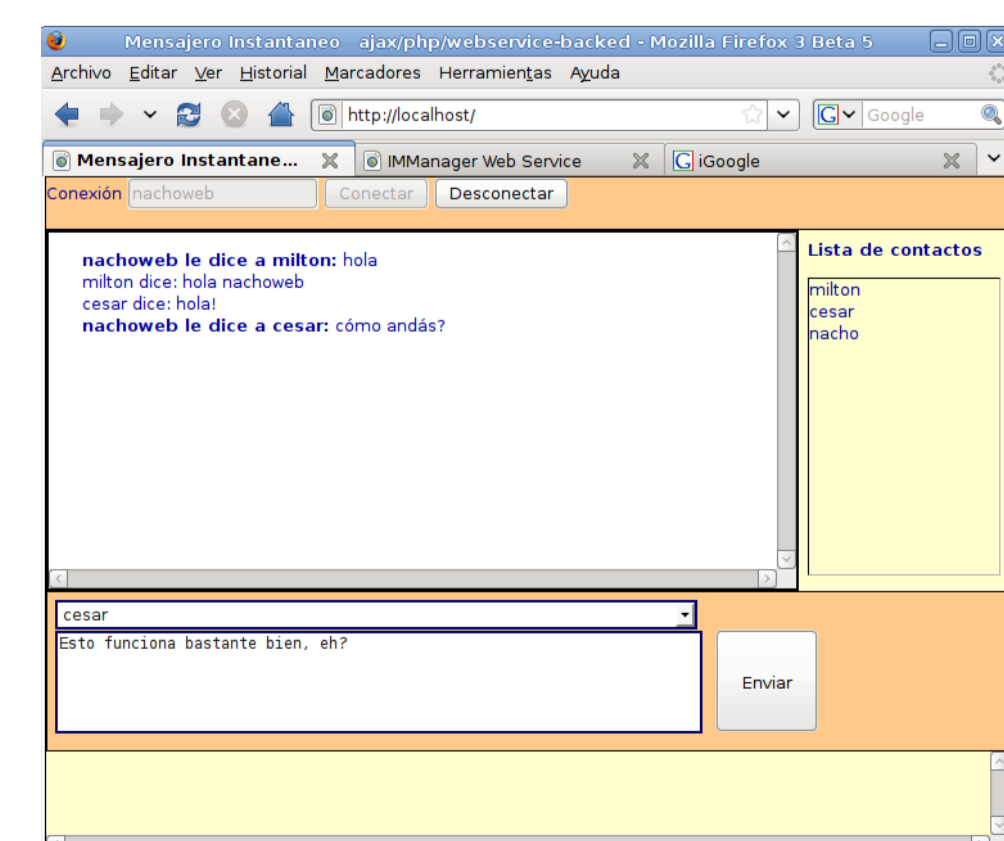 Mensajero Instantaneo ajax/php/webservice-backed - Mozilla Firefox 3 Beta 5
Archivo Editar Ver Historial Marcadores Herramientas Ayuda
http://localhost/ G Google
Mensajero Instantane... IMManager Web Service G iGoogle
Conexión nachoweb Conectar Desconectar
nachoweb le dice a milton: hola
milton dice: hola nachoweb
cesar dice: hola!
nachoweb le dice a cesar: cómo andás?
Lista de contactos
milton
cesar
nacho
cesar
Esto funciona bastante bien, eh?
Enviar